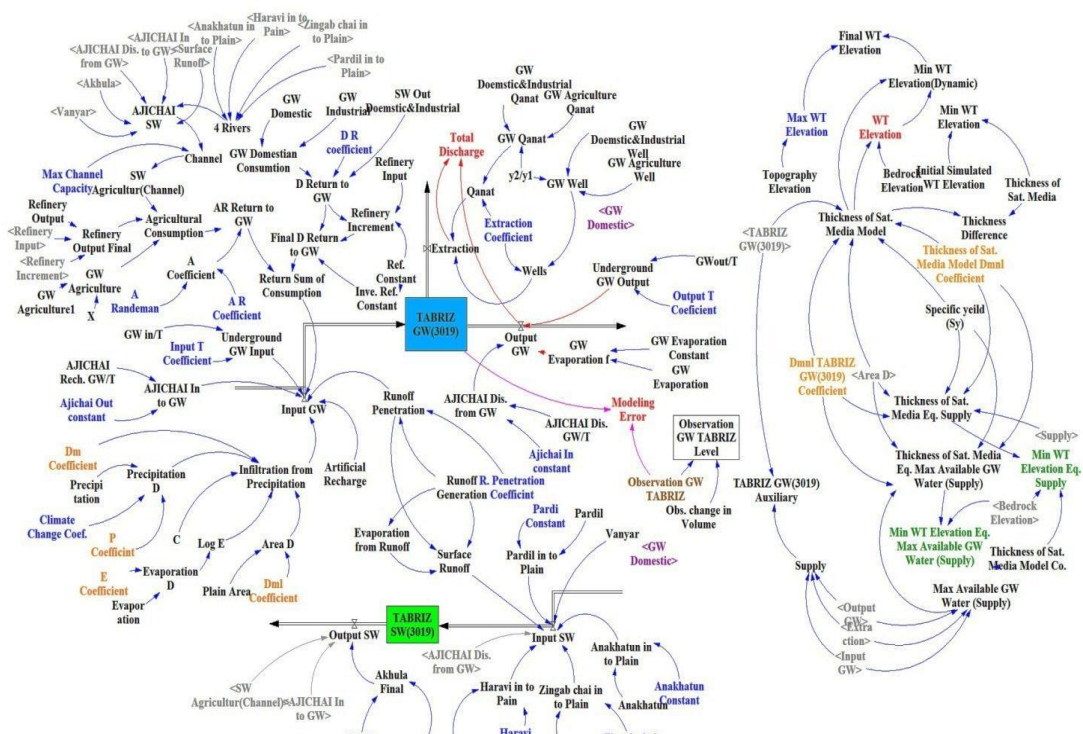 <AJICHAI Dis.
from GW>
<AJICHAI In
to GW>
<Anakhatun in
to Plain>
<Haravi in to
Pain>
<Zingab chai in
to Plain>
<Surface
Runoff>
<Pardil in to
Plain>
<Akhula>
<Vanyar>
AJICHAI
SW
4 Rivers
Channel
Max Channel
Capacity
SW
Agricultur(Channel)
GW
Domestic
GW
Industrial
SW Out
Doemestic&Industrial
GW Domestian
Comsumtion
D R
coefficient
D Return to
GW
Refinery
Input
Refinery
Increment
Final D Return
to GW
Ref.
Constant
Inve. Ref.
Constant
Refinery
Output
<Refinery
Input>
Refinery
Output Final
<Refinery
Increment>
Agricultural
Consumption
AR Return to
GW
GW
Agriculture
GW
Agriculture1
X
A
Coefficient
A
Randeman
A R
Coefficient
Return Sum of
Consumption
GW in/T
Input T
Coefficient
Underground
GW Input
AJICHAI
Rech. GW/T
Ajichai Out
constant
AJICHAI In
to GW
Input GW
TABRIZ
GW(3019)
Total
Discharge
GW
Doemestic&Industrial
Qanat
GW Agriculture
Qanat
GW Qanat
y2/y1
GW
Doemestic&Industrial
Well
GW Agriculture
Well
GW Well
<GW
Domestic>
Qanat
Extraction
Coefficient
Extraction
Wells
Underground
GW Output
GWout/T
Output T
Coeficient
Output
GW
GW
Evaporation f
GW Evaporation
Constant
GW
Evaporation
AJICHAI Dis.
from GW
AJICHAI Dis.
GW/T
Ajichai In
constant
Modeling
Error
Observation
GW TABRIZ
Level
Observation GW
TABRIZ
Obs. change in
Volume
Runoff
Penetration
Runoff
Generation
R. Penetration
Coefficint
Artificial
Recharge
Infiltration from
Precipitation
Dm
Coefficient
Precipi
tation
Precipitation
D
Climate
Change Coef.
P
Coefficint
C
Log E
Area D
Plain Area
Dml
Coefficient
E
Coefficient
Evaporation
D
Evapor
ation
Evaporation
from Runoff
Surface
Runoff
Pardi
Constant
Pardil
Pardil in to
Plain
Vanyar
<GW
Domestic>
TABRIZ
SW(3019)
Output SW
Input SW
<AJICHAI Dis.
from GW>
<SW
Agricultur(Channel)>
<AJICHAI In
to GW>
Akhula
Final
Haravi in to
Pain
Zingab chai in
to Plain
Anakhatun in
to Plain
Anakhatun
Anakhatun
Constant
Haravi
Final WT
Elevation
Min WT
Elevation(Dynamic)
Max WT
Elevation
WT
Elevation
Min WT
Elevation
Topography
Elevation
Bedrock
Elevation
Initial Simulated
WT Elevation
Thickness of
Sat. Media
Thickness of Sat.
Media Model
Thickness
Difference
<TABRIZ
GW(3019)>
Thickness of Sat.
Media Model Dmnl
Coefficient
Specific yeild
(Sy)
Dmnl TABRIZ
GW(3019)
Coefficient
<Area D>
Thickness of Sat.
Media Eq. Supply
<Supply>
Thickness of Sat. Media
Eq. Max Available GW
Water (Supply)
Min WT
Elevation Eq.
Supply
TABRIZ GW(3019)
Auxiliary
<Bedrock
Elevation>
Min WT Elevation Eq.
Max Available GW
Water (Supply)
Thickness of Sat.
Media Model Co.
Supply
Max Available GW
Water (Supply)
<Output
GW>
<Extra
ction>
<Input
GW>